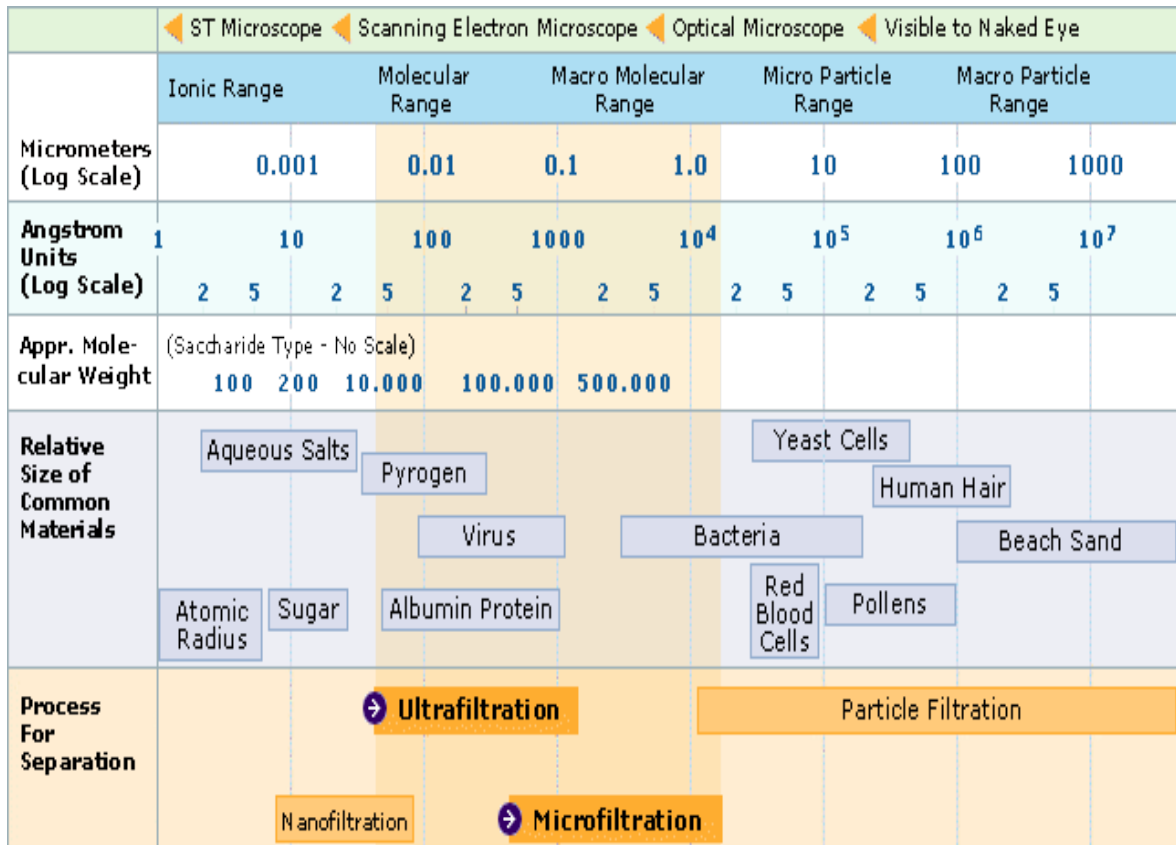 ST Microscope Scanning Electron Microscope Optical Microscope Visible to Naked Eye
Ionic Range
Molecular
Range
Macro Molecular
Range
Micro Particle
Range
Macro Particle
Range
Micrometers
(Log Scale)
0.001 0.01 0.1 1.0 10 100 1000
Angstrom
Units
(Log Scale)
1 10 100 1000 10⁴ 10⁵ 10⁶ 10⁷
2 5 2 5 2 5 2 5 2 5 2 5 2 5
Appr. Mole-
cular Weight
(Saccharide Type - No Scale)
100 200 10.000 100.000 500.000
Relative
Size of
Common
Materials
Aqueous Salts
Pyrogen
Virus
Yeast Cells
Human Hair
Bacteria
Beach Sand
Atomic
Radius
Sugar
Albumin Protein
Red
Blood
Cells
Pollens
Process
For
Separation
Ultrafiltration
Particle Filtration
Nanofiltration
Microfiltration